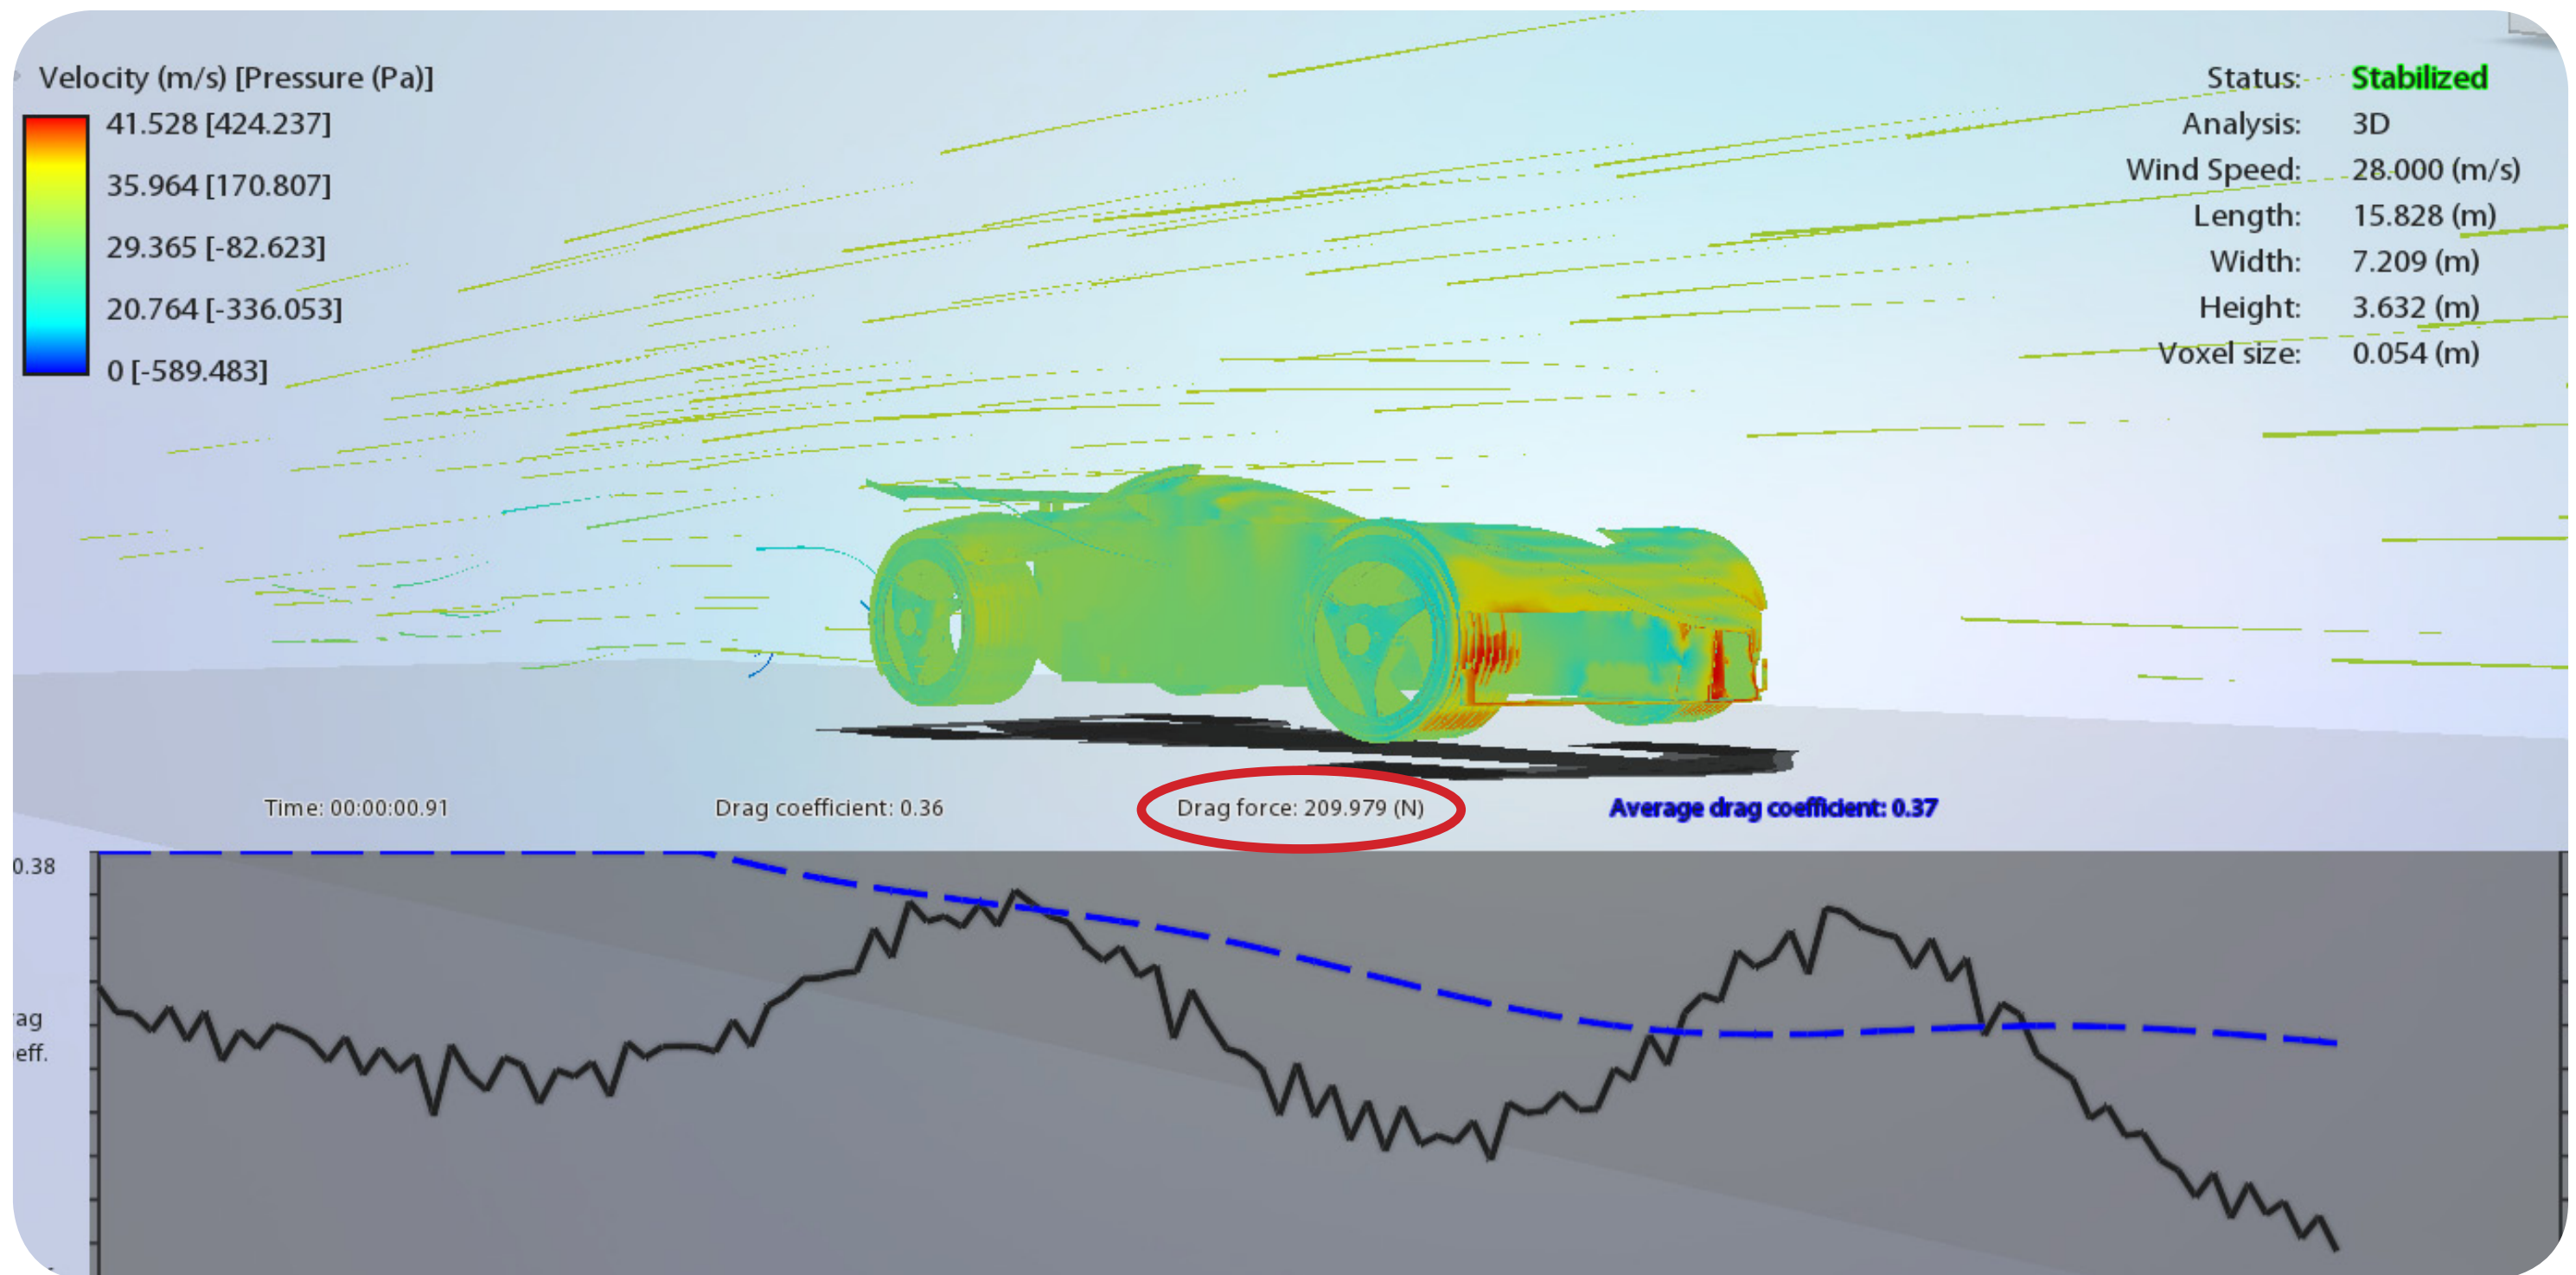 Velocity (m/s) [Pressure (Pa)]
41.528 [424.237]
35.964 [170.807]
29.365 [-82.623]
20.764 [-336.053]
0 [-589.483]
Status: Stabilized
Analysis: 3D
Wind Speed: 28.000 (m/s)
Length: 15.828 (m)
Width: 7.209 (m)
Height: 3.632 (m)
Voxel size: 0.054 (m)
Time: 00:00:00.91 Drag coefficient: 0.36 Drag force: 209.979 (N) Average drag coefficient: 0.37
0.38
rag
eff.